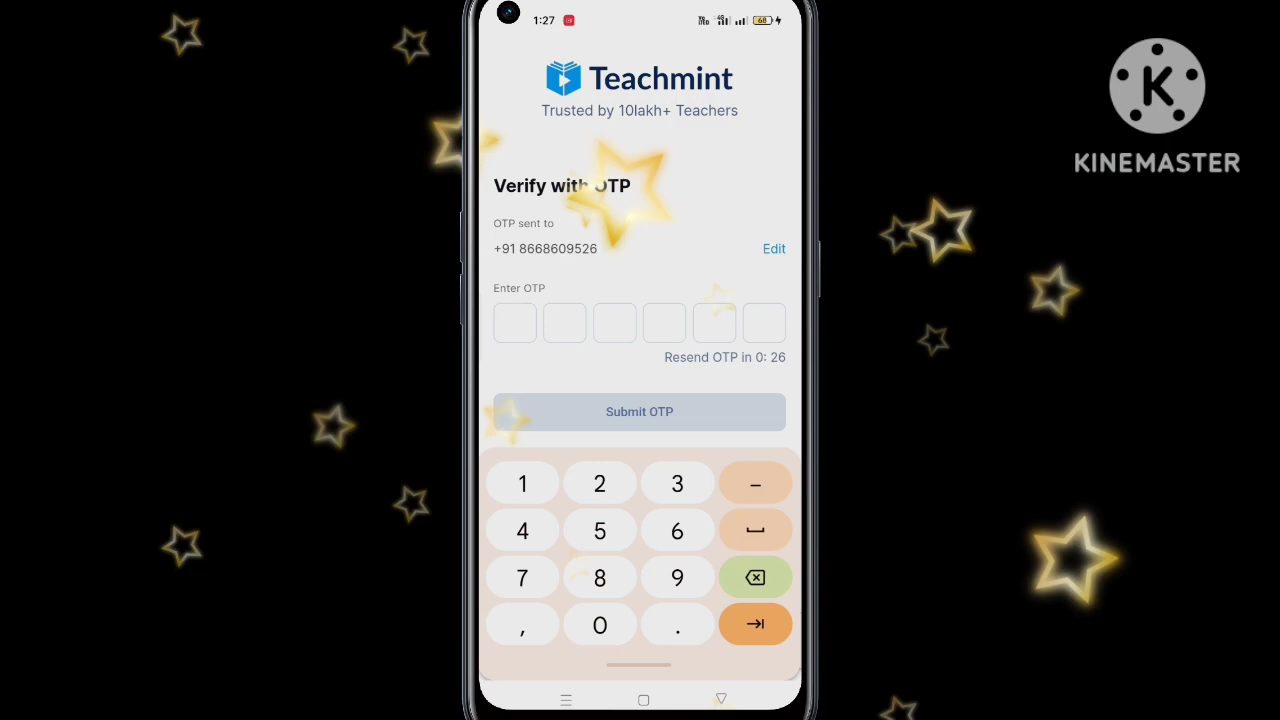 1:27
68
Teachmint
Trusted by 10lakh+ Teachers
K
KINEMASTER
Verify with OTP
OTP sent to
+91 8668609526 Edit
Enter OTP
Resend OTP in 0: 26
Submit OTP
1 2 3 –
4 5 6
7 8 9
, 0 .